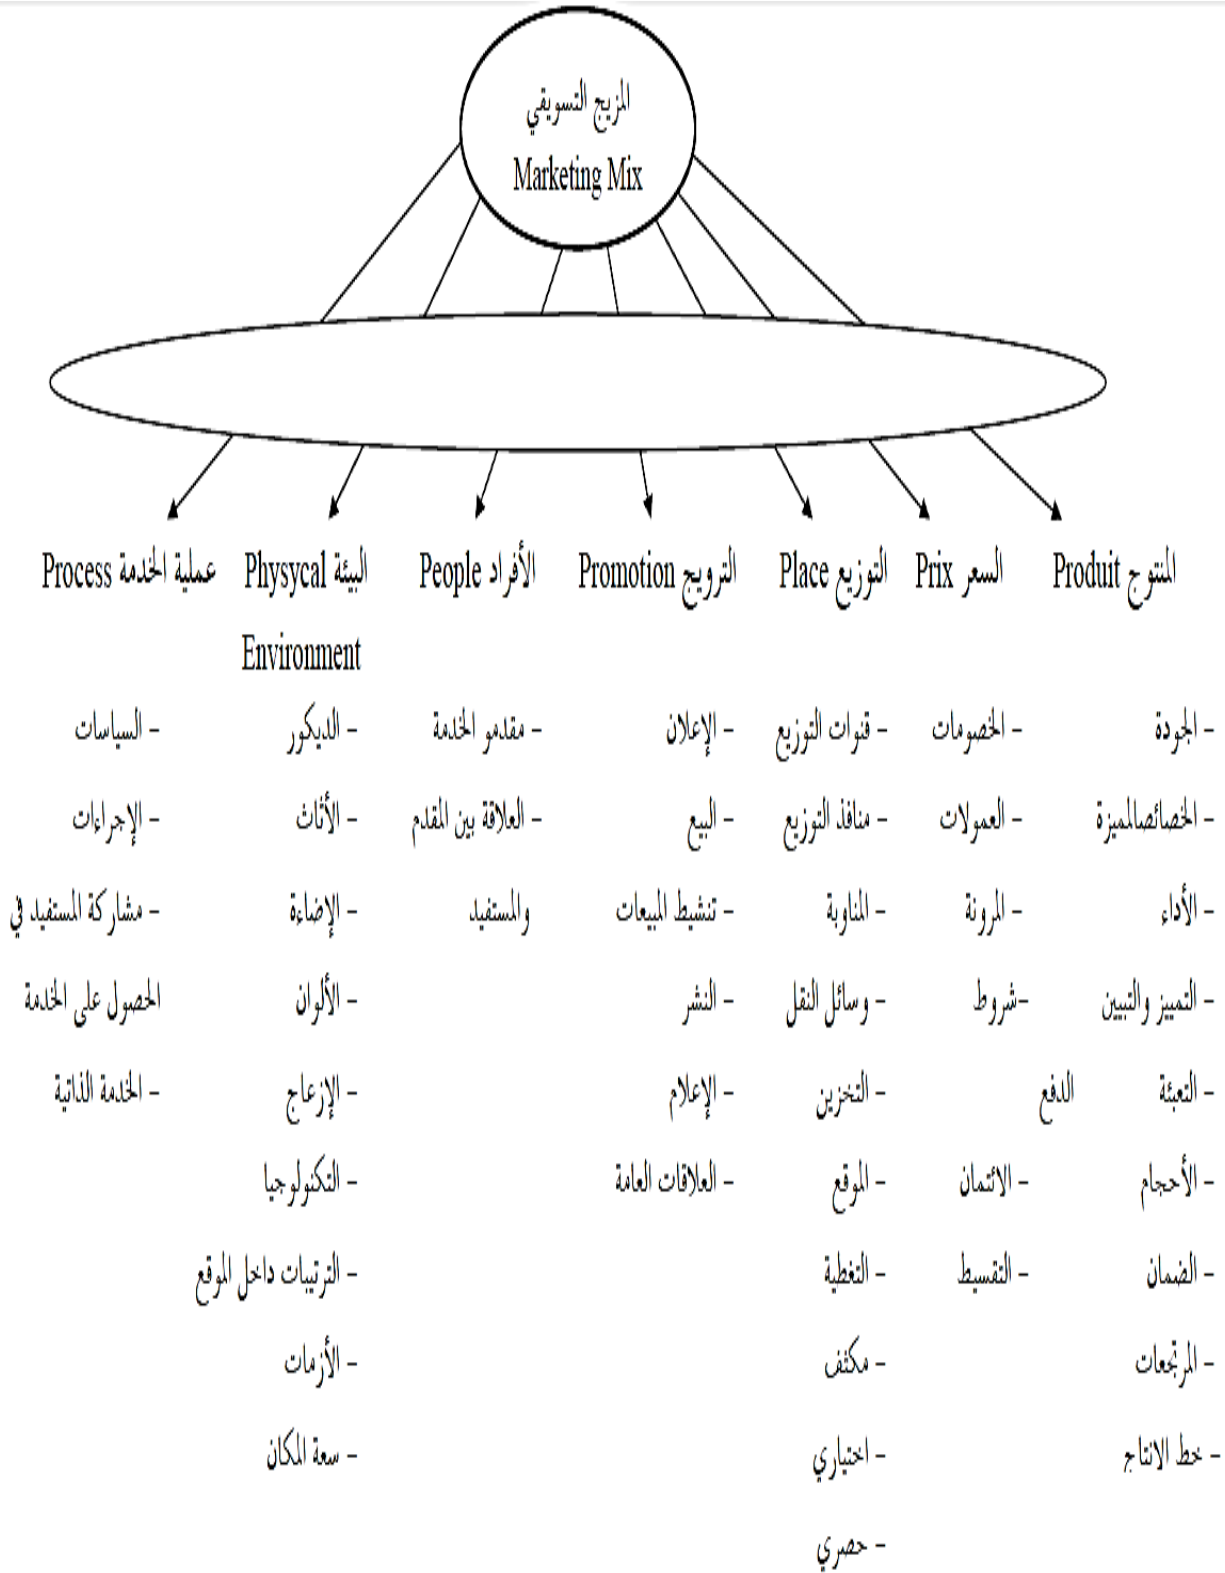 المزيج التسويقي
Marketing Mix
المنتوج Produit
السعر Prix
التوزيع Place
الترويج Promotion
الأفراد People
البيئة Physycal
Environment
عملية الخدمة Process
- الجودة
- الخصائصالمميزة
- الأداء
- التمييز والتبيين
- التعبئة
- الأحجام
- الضمان
- المرتجعات
- خط الانتاج
- الخصومات
- العمولات
- المرونة
-شروط
الدفع
- الائتمان
- التقسيط
- قنوات التوزيع
- منافذ التوزيع
- المناوبة
- وسائل النقل
- التخزين
- الموقع
- التغطية
- مكثف
- اختياري
- حصري
- الإعلان
- البيع
- تنشيط المبيعات
- النشر
- الإعلام
- العلاقات العامة
- مقدمو الخدمة
- العلاقة بين المقدم
والمستفيد
- الديكور
- الأثاث
- الإضاءة
- الألوان
- الإزعاج
- التكنولوجيا
- الترتيبات داخل الموقع
- الأزمات
- سعة المكان
- السياسات
- الإجراءات
- مشاركة المستفيد في
الحصول على الخدمة
- الخدمة الذاتية